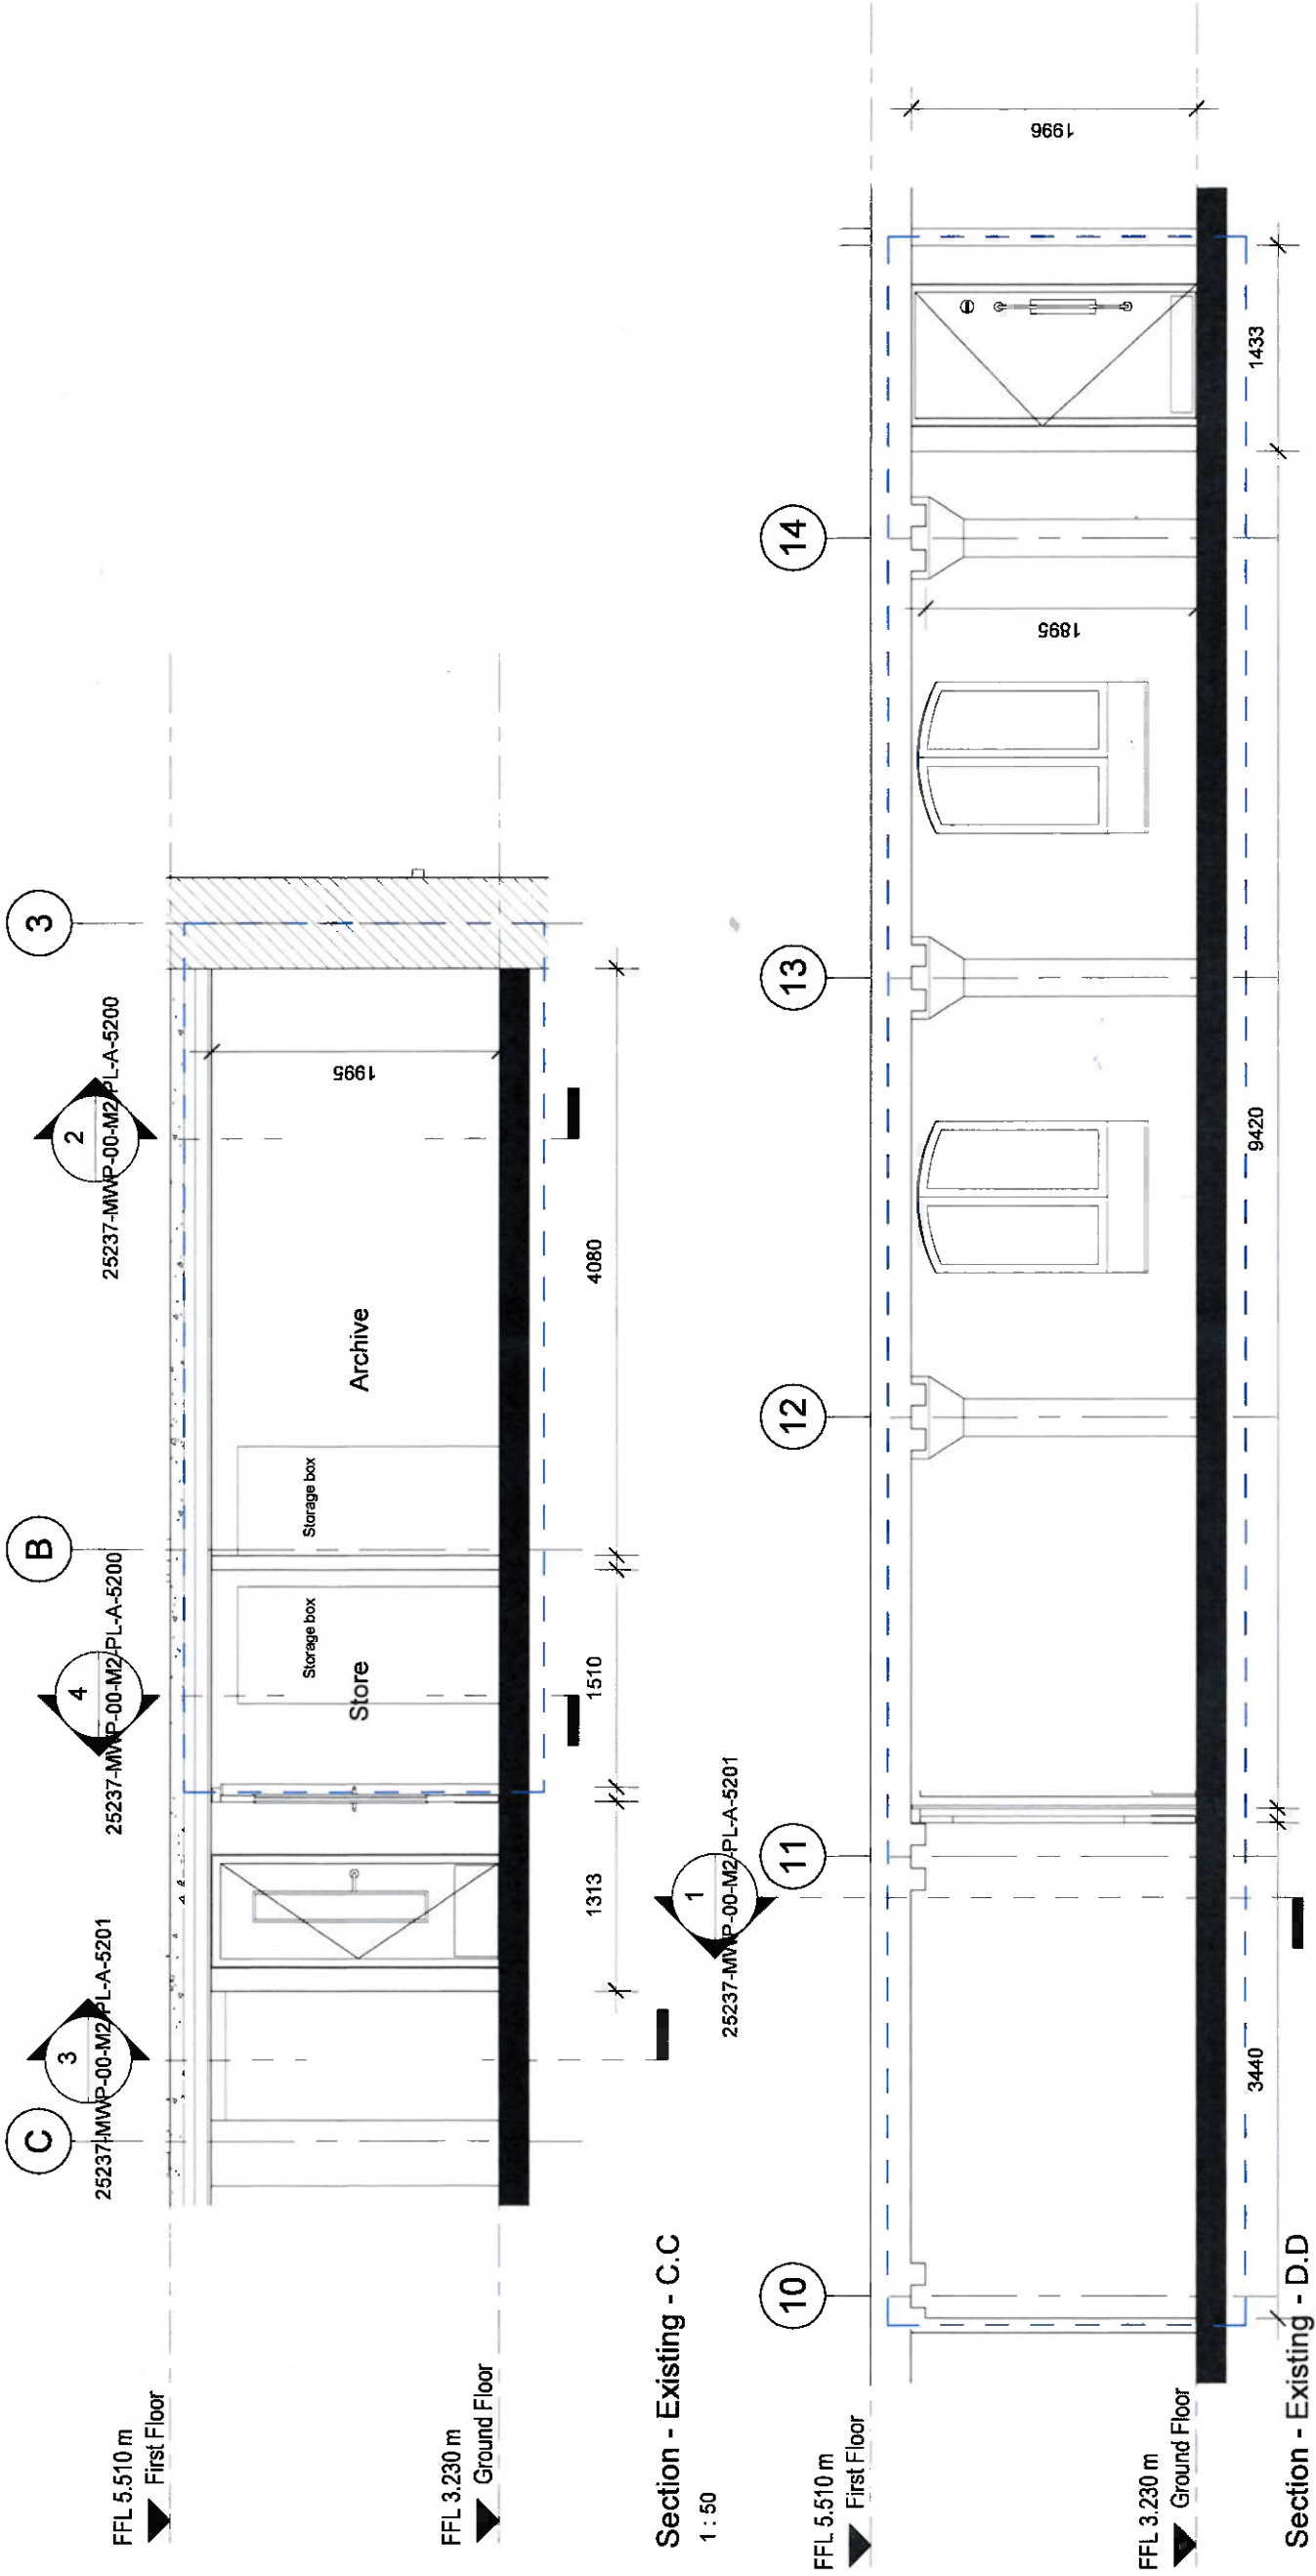 C
3
25237-MWP-00-M2-PL-A-5201
4
25237-MWP-00-M2-PL-A-5200
B
2
25237-MWP-00-M2-PL-A-5200
3
FFL 5.510 m
First Floor
Storage box
Storage box
Store
Archive
1995
FFL 3.230 m
Ground Floor
1313
1510
4080
Section - Existing - C.C
1 : 50
1
25237-MWP-00-M2-PL-A-5201
10
11
12
13
14
FFL 5.510 m
First Floor
1895
1996
FFL 3.230 m
Ground Floor
3440
9420
1433
Section - Existing - D.D